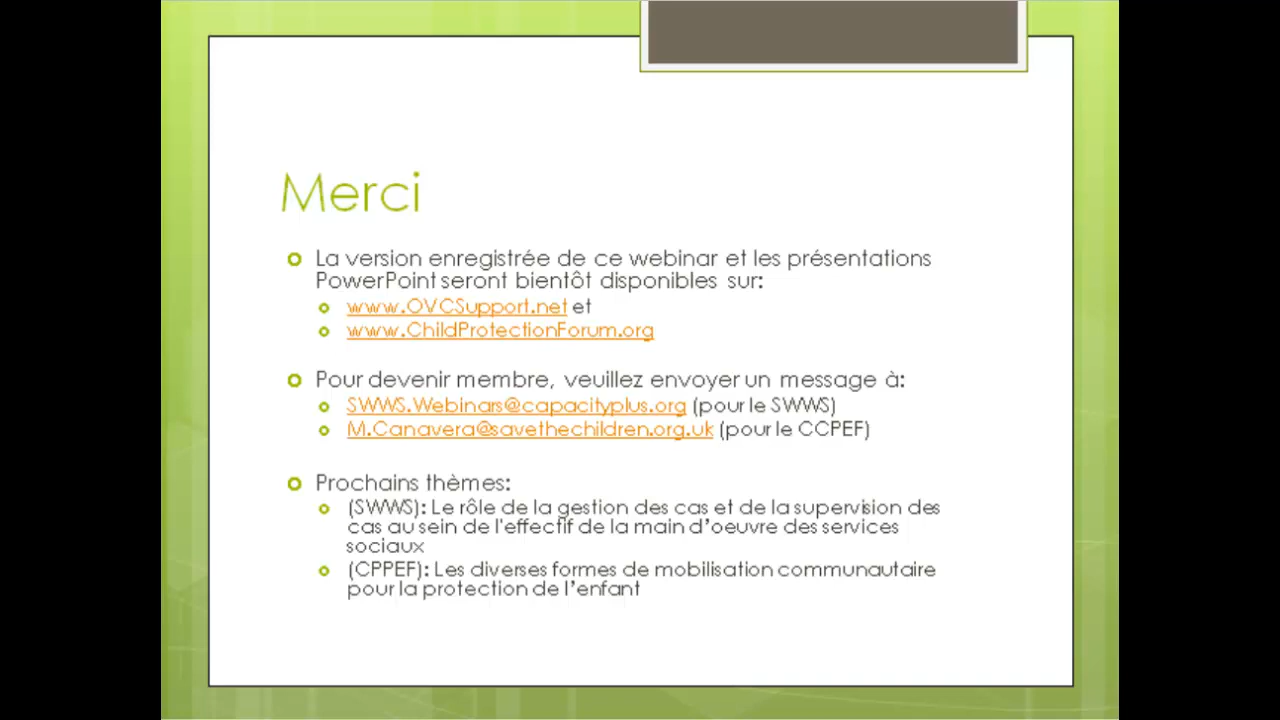 Merci
La version enregistrée de ce webinar et les présentations
PowerPoint seront bientôt disponibles sur:
www.OVCSupport.net et
www.ChildProtectionForum.org
Pour devenir membre, veuillez envoyer un message à:
SWWS.Webinars@capacityplus.org (pour le SWWS)
M.Canavera@savethechildren.org.uk (pour le CCPEF)
Prochains thèmes:
(SWWS): Le rôle de la gestion des cas et de la supervision des
cas au sein de l'effectif de la main d’oeuvre des services
sociaux
(CPPEF): Les diverses formes de mobilisation communautaire
pour la protection de l’enfant